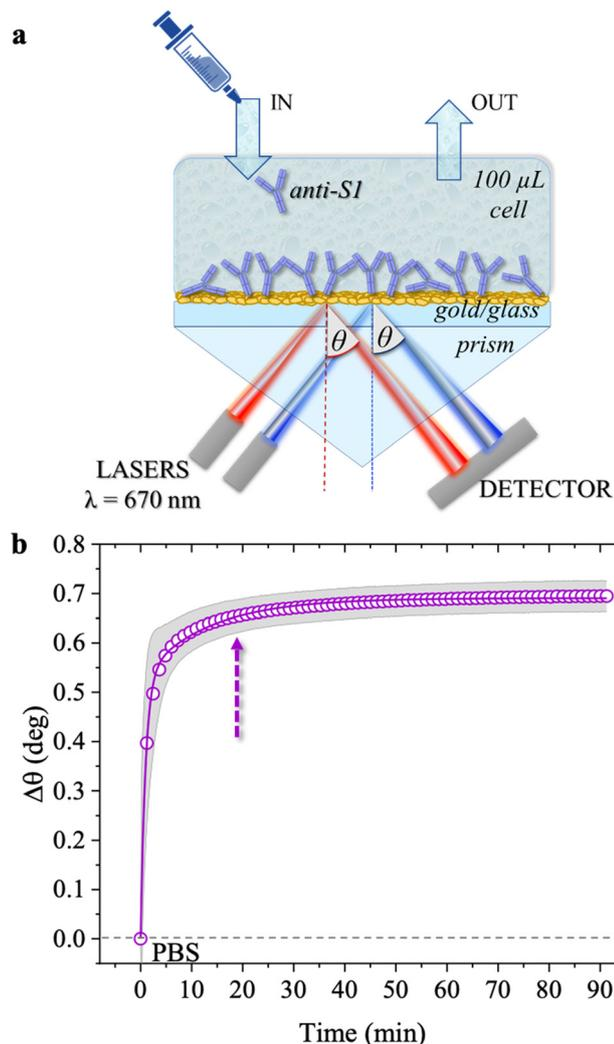 a
IN
OUT
anti-S1
100 µL
cell
gold/glass
θ
θ
prism
LASERS
λ = 670 nm
DETECTOR
b
0.8
0.7
0.6
0.5
0.4
0.3
0.2
0.1
0.0
Δθ (deg)
PBS
0
10
20
30
40
50
60
70
80
90
Time (min)